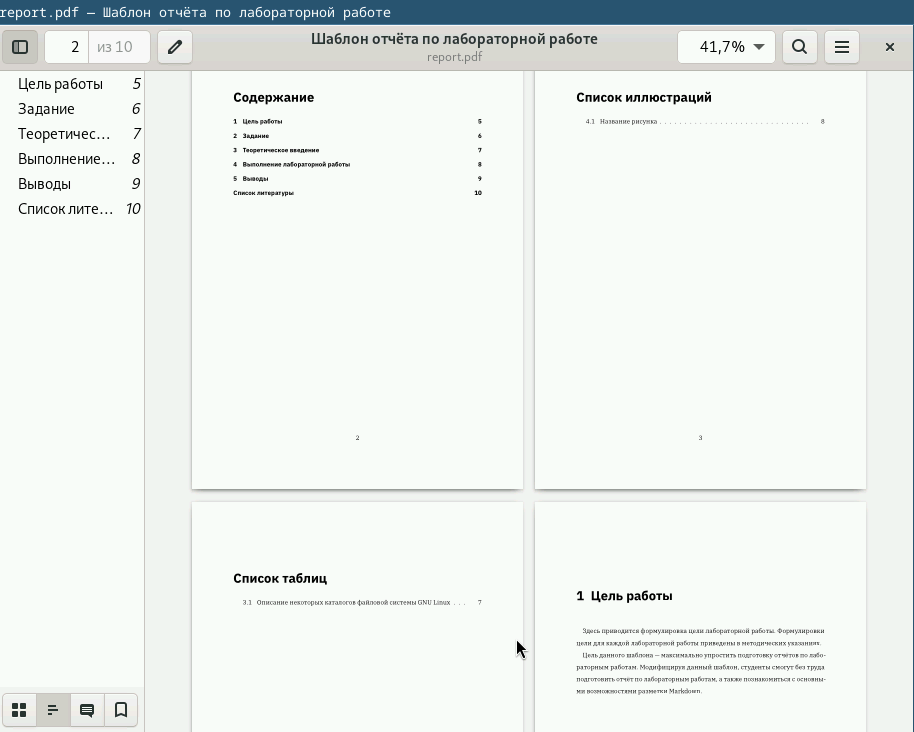 report.pdf — Шаблон отчёта по лабораторной работе
2 из 10
Шаблон отчёта по лабораторной работе
report.pdf
41,7%
Цель работы 5
Задание 6
Теоретичес… 7
Выполнение… 8
Выводы 9
Список лите… 10
Содержание
1 Цель работы 5
2 Задание 6
3 Теоретическое введение 7
4 Выполнение лабораторной работы 8
5 Выводы 9
Список литературы 10
2
Список иллюстраций
4.1 Название рисунка . . . . . . . . . . . . . . . . . . . . . . . . . . . . 8
3
Список таблиц
3.1 Описание некоторых каталогов файловой системы GNU Linux . . . 7
1 Цель работы
Здесь приводится формулировка цели лабораторной работы. Формулировки
цели для каждой лабораторной работы приведены в методических указаниях.
Цель данного шаблона — максимально упростить подготовку отчётов по лабо-
раторным работам. Модифицируя данный шаблон, студенты смогут без труда
подготовить отчёт по лабораторным работам, а также познакомиться с основны-
ми возможностями разметки Markdown.